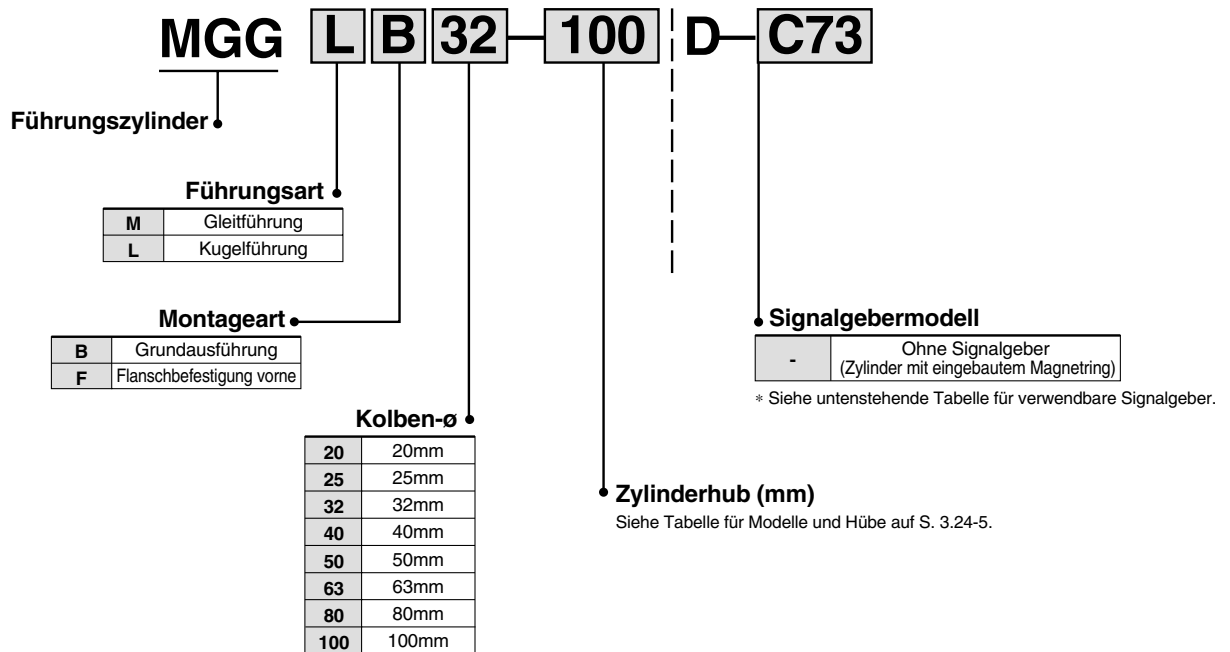 MGG L B 32 — 100 D — C73
Führungszylinder
Führungsart
M Gleitführung
L Kugelführung
Montageart
B Grundausführung
F Flanschbefestigung vorne
Kolben-ø
20 20mm
25 25mm
32 32mm
40 40mm
50 50mm
63 63mm
80 80mm
100 100mm
Zylinderhub (mm)
Siehe Tabelle für Modelle und Hübe auf S. 3.24-5.
Signalgebermodell
- Ohne Signalgeber
(Zylinder mit eingebautem Magnetring)
* Siehe untenstehende Tabelle für verwendbare Signalgeber.